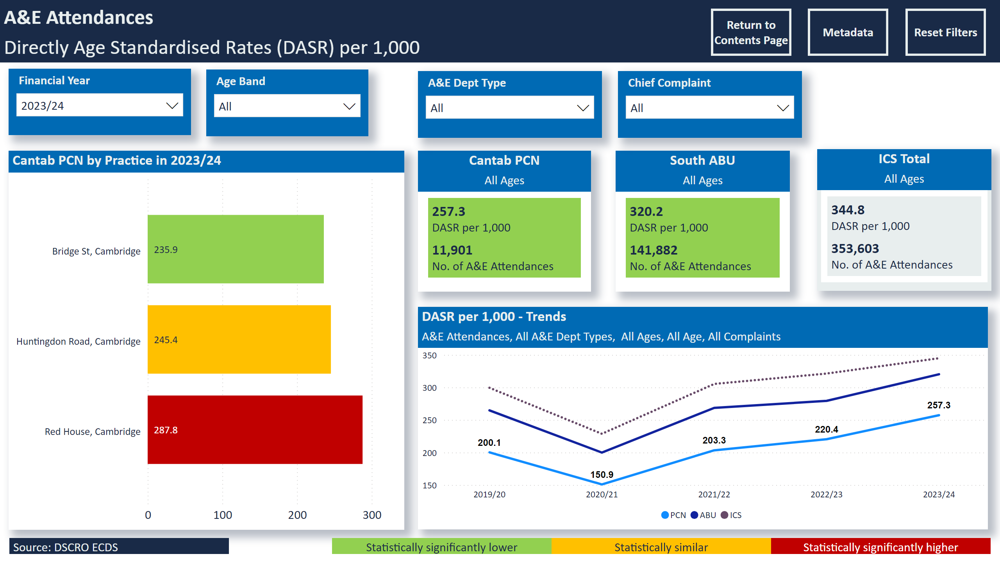 A&E Attendances
Directly Age Standardised Rates (DASR) per 1,000
Return to
Contents Page
Metadata
Reset Filters
Financial Year
2023/24
Age Band
All
A&E Dept Type
All
Chief Complaint
All
Cantab PCN by Practice in 2023/24
Bridge St, Cambridge
235.9
Huntingdon Road, Cambridge
245.4
Red House, Cambridge
287.8
0 100 200 300
Cantab PCN
All Ages
257.3
DASR per 1,000
11,901
No. of A&E Attendances
South ABU
All Ages
320.2
DASR per 1,000
141,882
No. of A&E Attendances
ICS Total
All Ages
344.8
DASR per 1,000
353,603
No. of A&E Attendances
DASR per 1,000 - Trends
A&E Attendances, All A&E Dept Types,  All Ages, All Age, All Complaints
350
300
250
200
150
200.1
150.9
203.3
220.4
257.3
2019/20 2020/21 2021/22 2022/23 2023/24
PCN ABU ICS
Source: DSCRO ECDS
Statistically significantly lower
Statistically similar
Statistically significantly higher